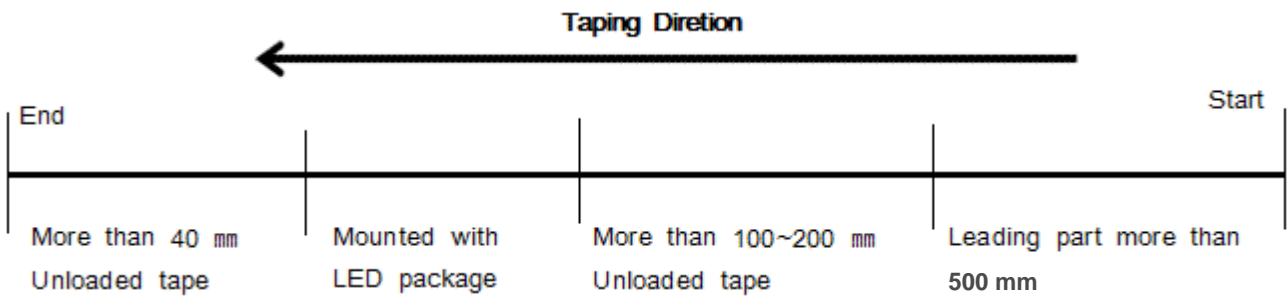 Taping Diretion
End
Start
More than 40 mm
Unloaded tape
Mounted with
LED package
More than 100~200 mm
Unloaded tape
Leading part more than
500 mm